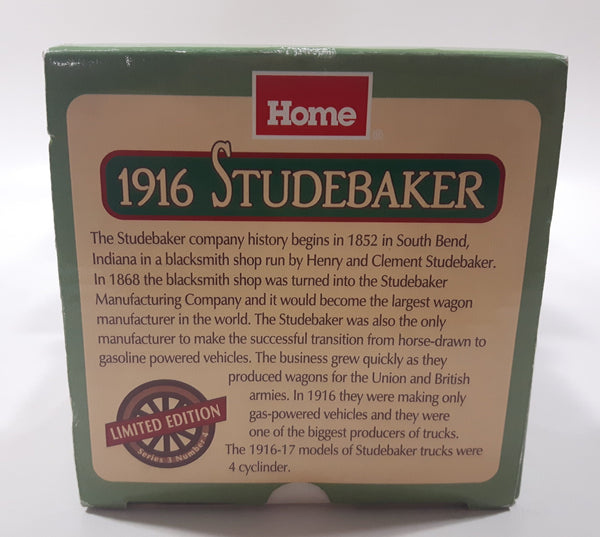 Home
®
1916 STUDEBAKER
The Studebaker company history begins in 1852 in South Bend,
Indiana in a blacksmith shop run by Henry and Clement Studebaker.
In 1868 the blacksmith shop was turned into the Studebaker
Manufacturing Company and it would become the largest wagon
manufacturer in the world. The Studebaker was also the only
manufacturer to make the successful transition from horse-drawn to
gasoline powered vehicles. The business grew quickly as they
produced wagons for the Union and British
armies. In 1916 they were making only
gas-powered vehicles and they were
one of the biggest producers of trucks.
The 1916-17 models of Studebaker trucks were
4 cyclinder.
LIMITED EDITION
Series 3 Number 4